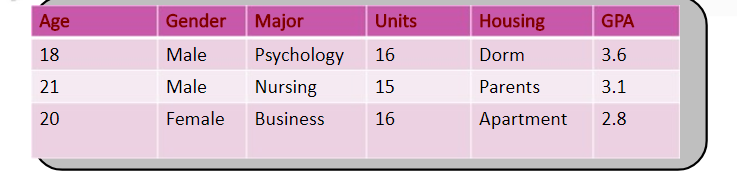 Age Gender Major Units Housing GPA
18 Male Psychology 16 Dorm 3.6
21 Male Nursing 15 Parents 3.1
20 Female Business 16 Apartment 2.8